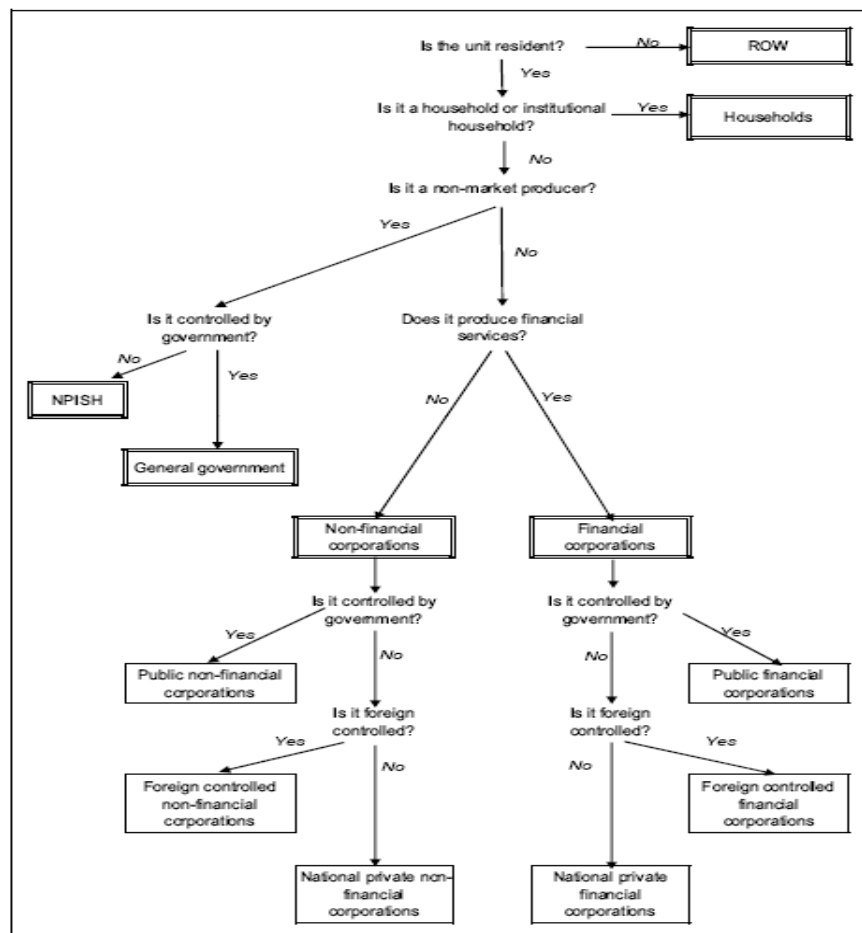 Is the unit resident?
No
ROW
Yes
Is it a household or institutional
household?
Yes
Households
No
Is it a non-market producer?
Yes
No
Is it controlled by
government?
Does it produce financial
services?
No
Yes
NPISH
No
Yes
General government
Non-financial
corporations
Financial
corporations
Is it controlled by
government?
Is it controlled by
government?
Yes
No
No
Yes
Public non-financial
corporations
Public financial
corporations
Is it foreign
controlled?
Is it foreign
controlled?
Yes
No
No
Yes
Foreign controlled
non-financial
corporations
Foreign controlled
financial
corporations
National private non-
financial
corporations
National private
financial
corporations